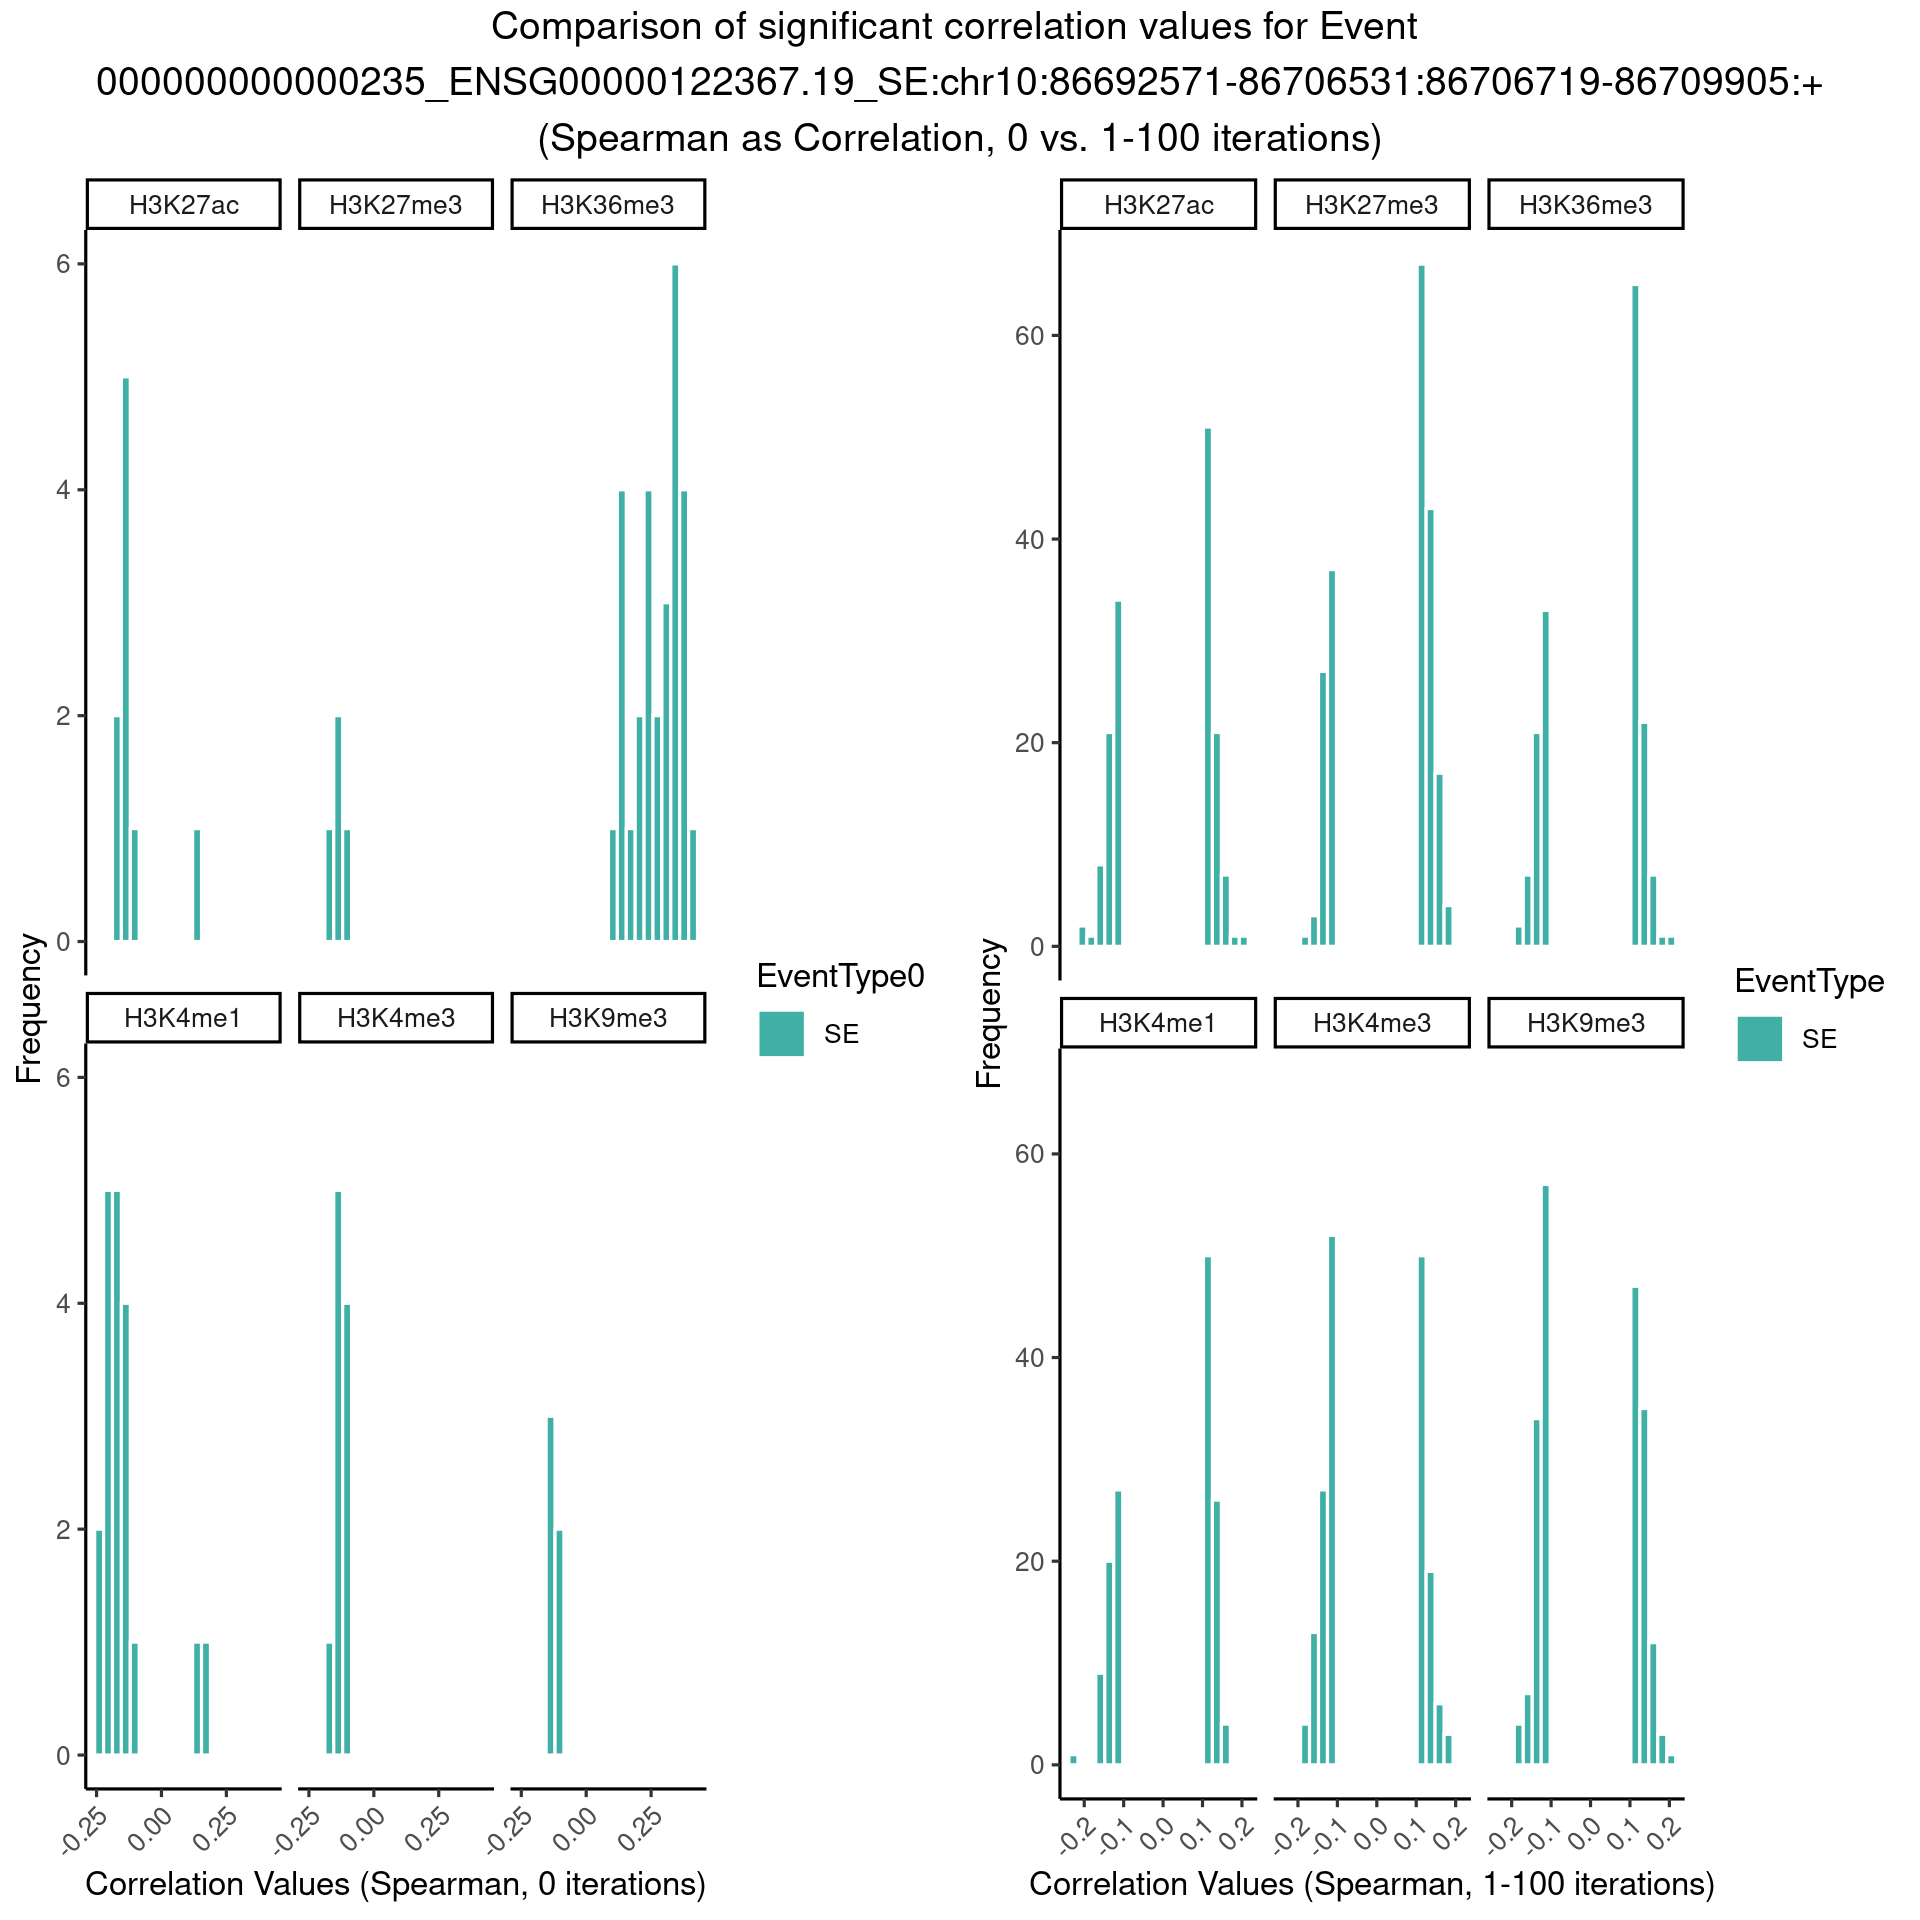 Comparison of significant correlation values for Event
000000000000235_ENSG00000122367.19_SE:chr10:86692571-86706531:86706719-86709905:+
(Spearman as Correlation, 0 vs. 1-100 iterations)
H3K27ac H3K27me3 H3K36me3
6
4
2
0
H3K4me1 H3K4me3 H3K9me3
6
4
2
0
-0.25 0.00 0.25 -0.25 0.00 0.25 -0.25 0.00 0.25
Frequency
Correlation Values (Spearman, 0 iterations)
EventType0
SE
H3K27ac H3K27me3 H3K36me3
60
40
20
0
H3K4me1 H3K4me3 H3K9me3
60
40
20
0
-0.2 -0.1 0.0 0.1 0.2 -0.2 -0.1 0.0 0.1 0.2 -0.2 -0.1 0.0 0.1 0.2
Frequency
Correlation Values (Spearman, 1-100 iterations)
EventType
SE